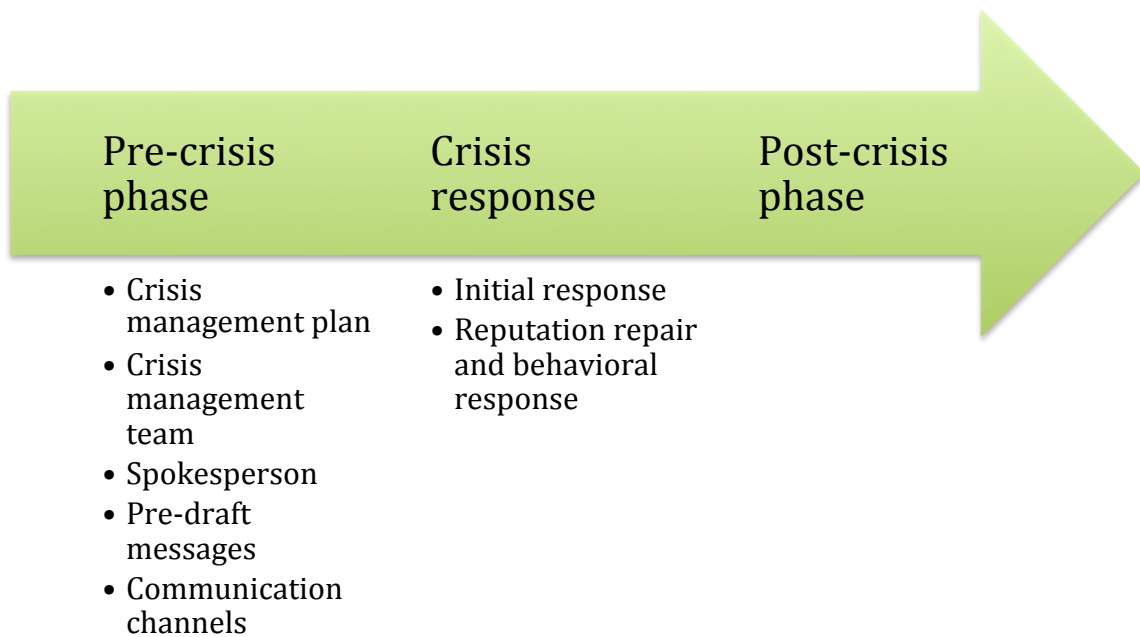 Pre-crisis
phase
Crisis
response
Post-crisis
phase
• Crisis
management plan
• Crisis
management
team
• Spokesperson
• Pre-draft
messages
• Communication
channels
• Initial response
• Reputation repair
and behavioral
response